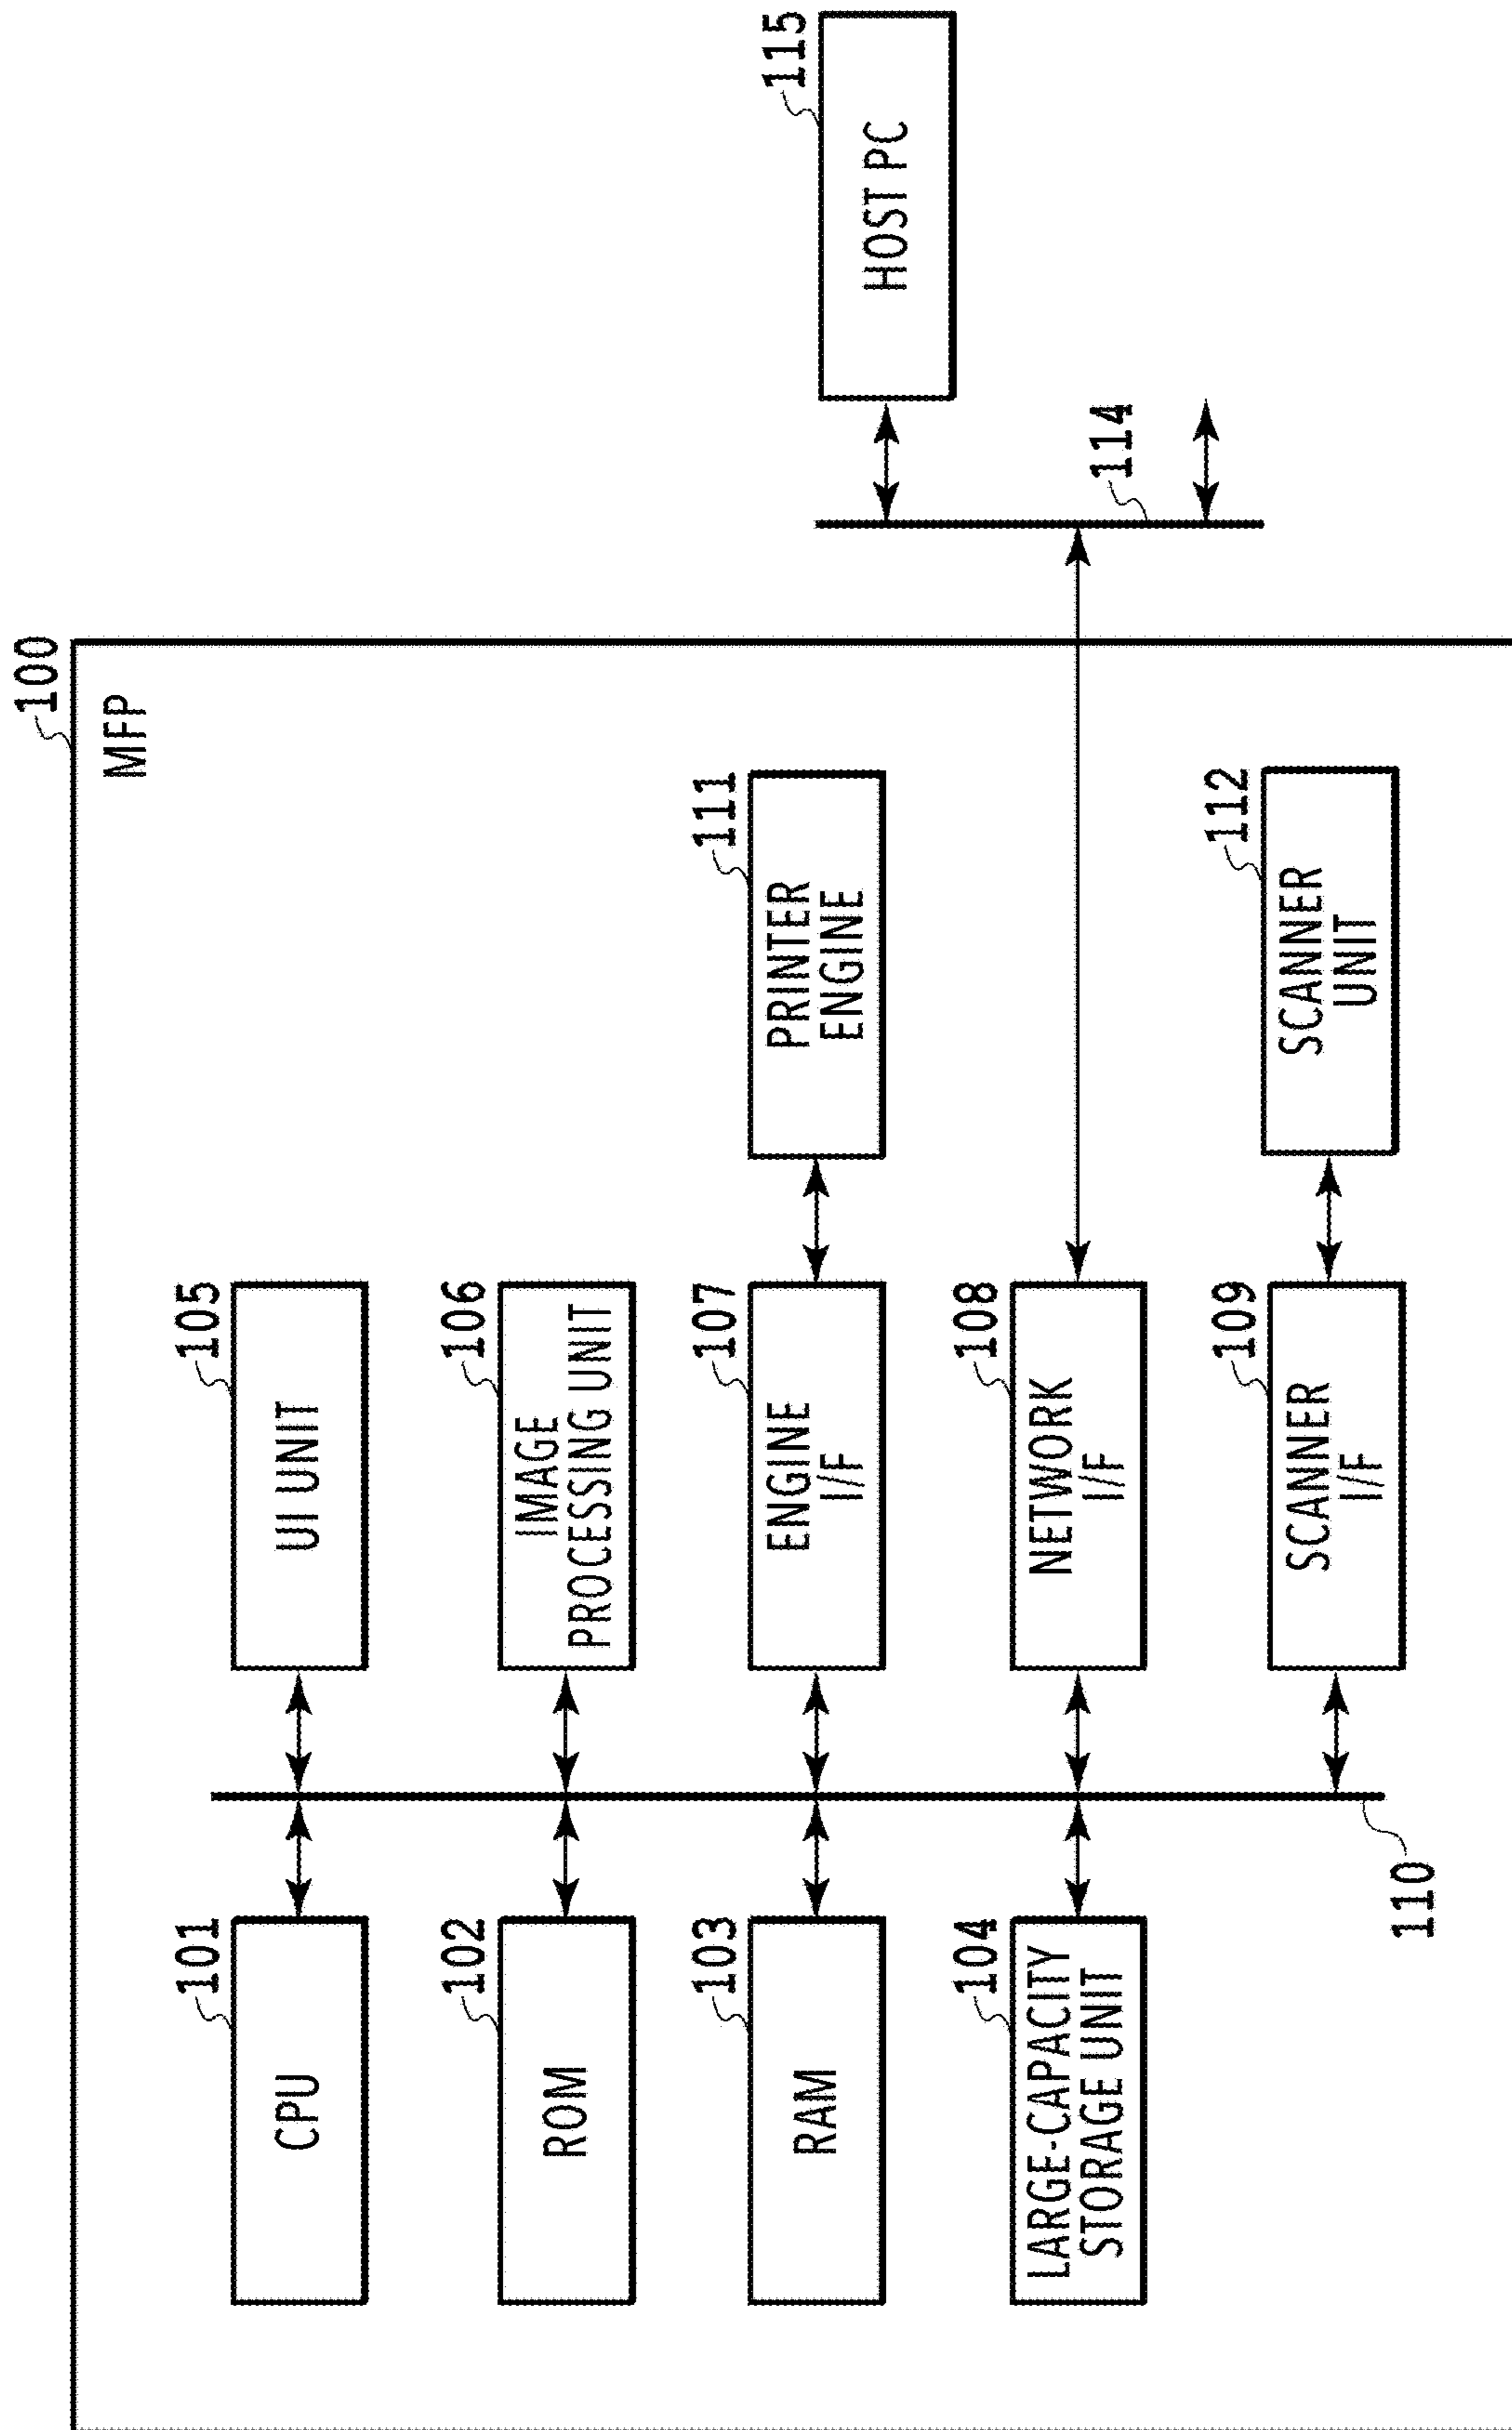 100
MFP
101
CPU
105
UI UNIT
102
ROM
106
IMAGE
PROCESSING UNIT
103
RAM
107
ENGINE
I/F
111
PRINTER
ENGINE
115
HOST PC
104
LARGE-CAPACITY
STORAGE UNIT
108
NETWORK
I/F
114
109
SCANNER
I/F
112
SCANNER
UNIT
110